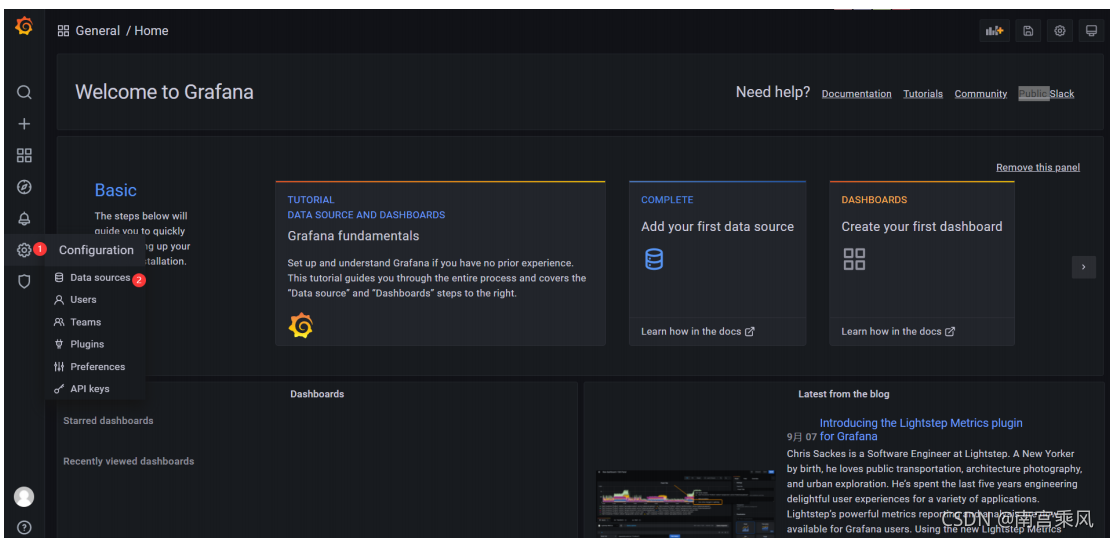 General / Home
Welcome to Grafana
Need help? Documentation Tutorials Community Public Slack
Remove this panel
Basic
The steps below will
guide you to quickly
ng up your
stallation.
TUTORIAL
DATA SOURCE AND DASHBOARDS
Grafana fundamentals
Set up and understand Grafana if you have no prior experience.
This tutorial guides you through the entire process and covers the
"Data source" and "Dashboards" steps to the right.
COMPLETE
Add your first data source
Learn how in the docs
DASHBOARDS
Create your first dashboard
Learn how in the docs
1 Configuration
Data sources 2
Users
Teams
Plugins
Preferences
API keys
Dashboards
Starred dashboards
Recently viewed dashboards
Latest from the blog
Introducing the Lightstep Metrics plugin
9月 07 for Grafana
Chris Sackes is a Software Engineer at Lightstep. A New Yorker
by birth, he loves public transportation, architecture photography,
and urban exploration. He's spent the last five years engineering
delightful user experiences for a variety of applications.
Lightstep's powerful metrics reporting and analysis are now
available for Grafana users. Using the new Lightstep Metrics
CSDN @南宫乘风